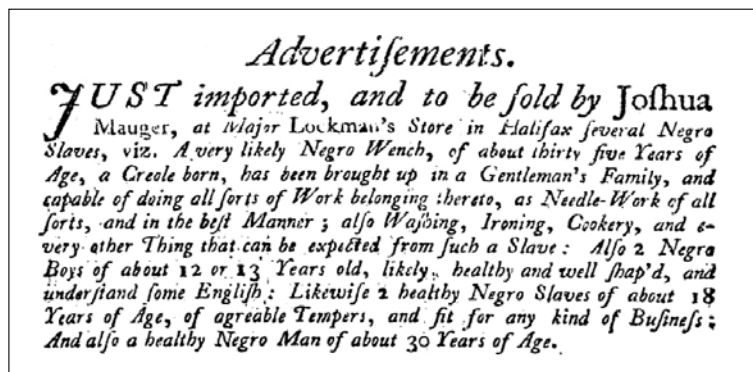 Advertiſements.
JUST imported, and to be ſold by Joſhua
Mauger, at Major Lockman's Store in Halifax ſeveral Negro
Slaves, viz. A very likely Negro Wench, of about thirty five Years of
Age, a Creole born, has been brought up in a Gentleman's Family, and
capable of doing all ſorts of Work belonging thereto, as Needle-Work of all
ſorts, and in the beſt Manner; alſo Waſhing, Ironing, Cookery, and e-
very other Thing that can be expected from ſuch a Slave: Alſo 2 Negro
Boys of about 12 or 13 Years old, likely, healthy and well ſhap'd, and
underſtand ſome Engliſh: Likewiſe 2 healthy Negro Slaves of about 18
Years of Age, of agreable Tempers, and fit for any kind of Buſineſs;
And alſo a healthy Negro Man of about 30 Years of Age.